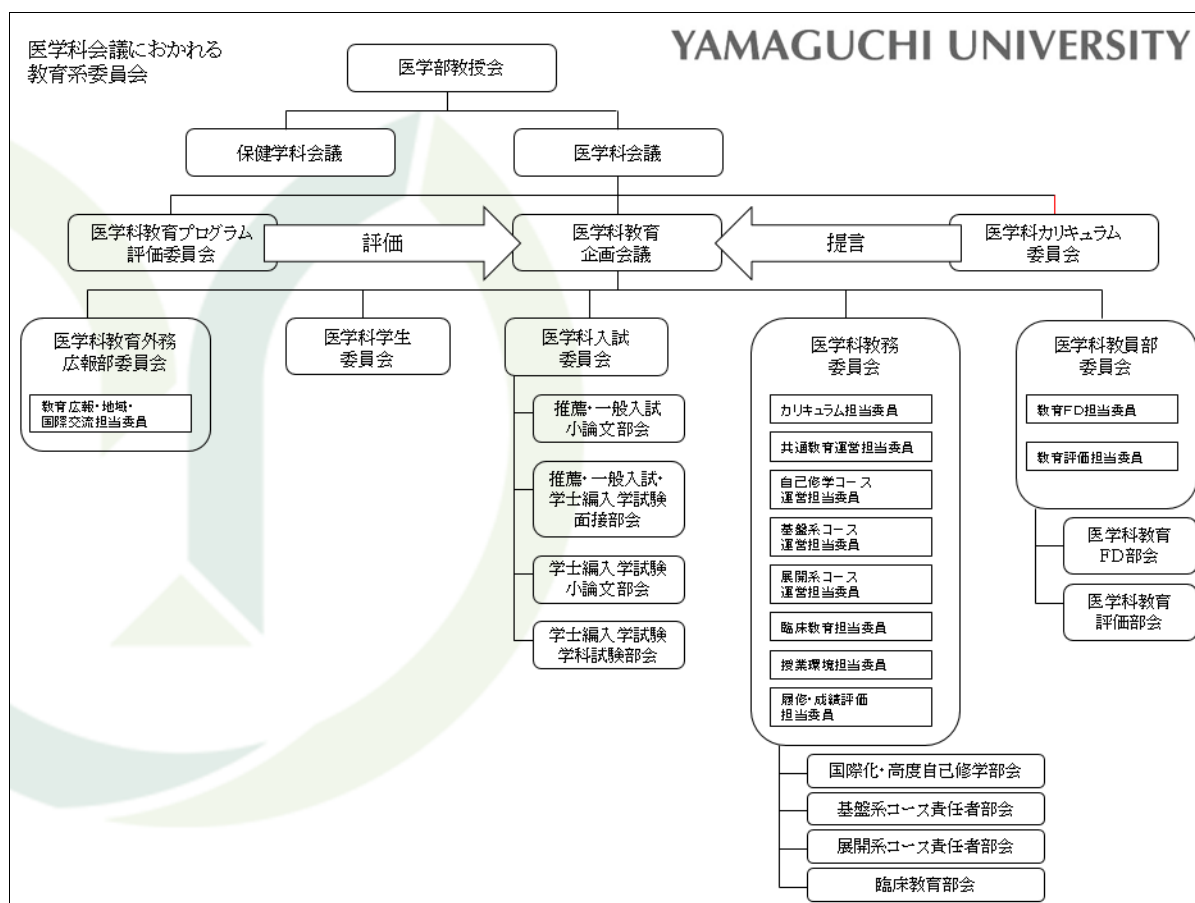 医学科会議におかれる
教育系委員会
YAMAGUCHI UNIVERSITY
医学部教授会
保健学科会議
医学科会議
医学科教育プログラム
評価委員会
評価
医学科教育
企画会議
提言
医学科カリキュラム
委員会
医学科教育外務
広報部委員会
教育広報・地域・
国際交流担当委員
医学科学生
委員会
医学科入試
委員会
推薦・一般入試
小論文部会
推薦・一般入試・
学士編入学試験
面接部会
学士編入学試験
小論文部会
学士編入学試験
学科試験部会
医学科教務
委員会
カリキュラム担当委員
共通教育運営担当委員
自己修学コース
運営担当委員
基盤系コース
運営担当委員
展開系コース
運営担当委員
臨床教育担当委員
授業環境担当委員
履修・成績評価
担当委員
国際化・高度自己修学部会
基盤系コース責任者部会
展開系コース責任者部会
臨床教育部会
医学科教員部
委員会
教育FD担当委員
教育評価担当委員
医学科教育
FD部会
医学科教育
評価部会